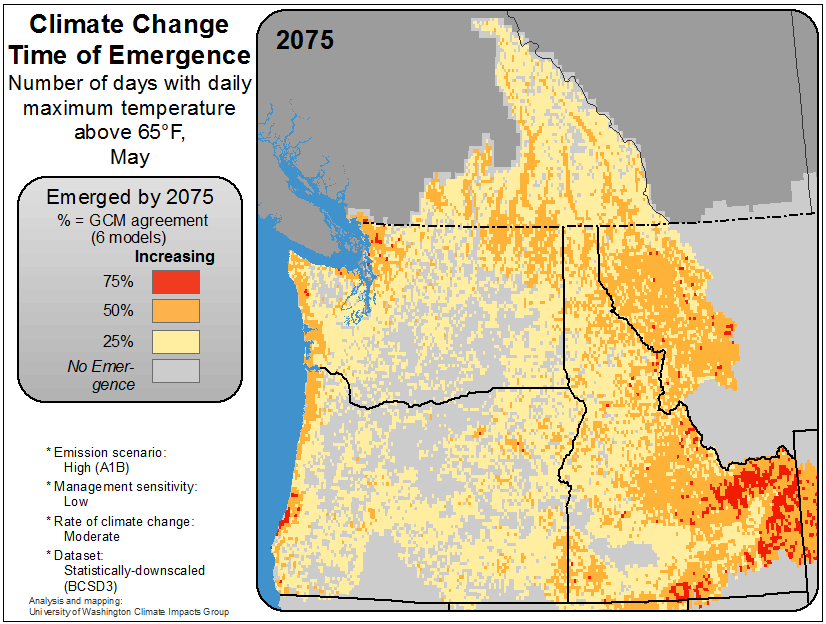 Climate Change
Time of Emergence
Number of days with daily
maximum temperature
above 65°F,
May
2075
Emerged by 2075
% = GCM agreement
(6 models)
Increasing
75%
50%
25%
No Emer-
gence
* Emission scenario:
High (A1B)
* Management sensitivity:
Low
* Rate of climate change:
Moderate
* Dataset:
Statistically-downscaled
(BCSD3)
Analysis and mapping:
University of Washington Climate Impacts Group